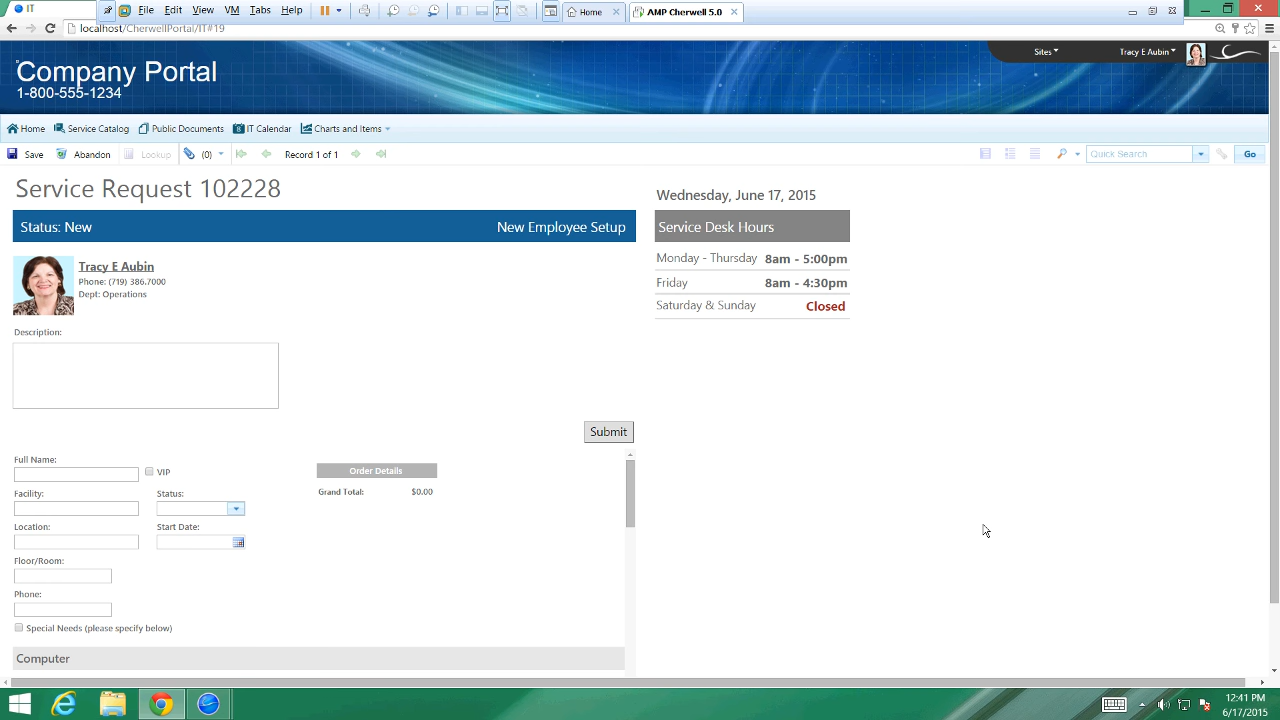 IT
File Edit View VM Tabs Help
Home
AMP Cherwell 5.0
localhost/CherwellPortal/IT#19
Company Portal
1-800-555-1234
Sites
Tracy E Aubin
Home Service Catalog Public Documents IT Calendar Charts and Items
Save Abandon Lookup (0) Record 1 of 1 Quick Search Go
Service Request 102228
Wednesday, June 17, 2015
Status: New New Employee Setup
Service Desk Hours
Tracy E Aubin
Phone: (719) 386.7000
Dept: Operations
Monday - Thursday 8am - 5:00pm
Friday 8am - 4:30pm
Saturday & Sunday Closed
Description:
Submit
Full Name:
VIP
Order Details
Grand Total: $0.00
Facility: Status:
Location: Start Date:
Floor/Room:
Phone:
Special Needs (please specify below)
Computer
12:41 PM
6/17/2015